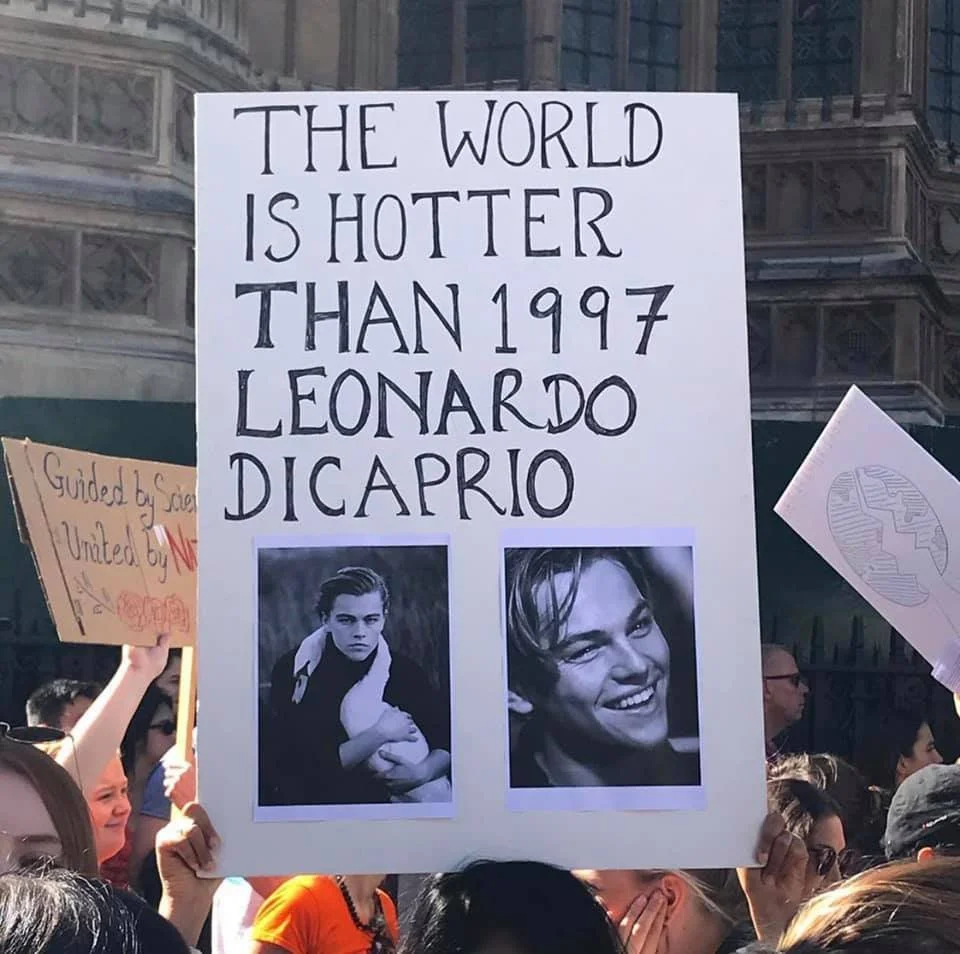 THE WORLD
IS HOTTER
THAN 1997
LEONARDO
DICAPRIO
Guided by
United by